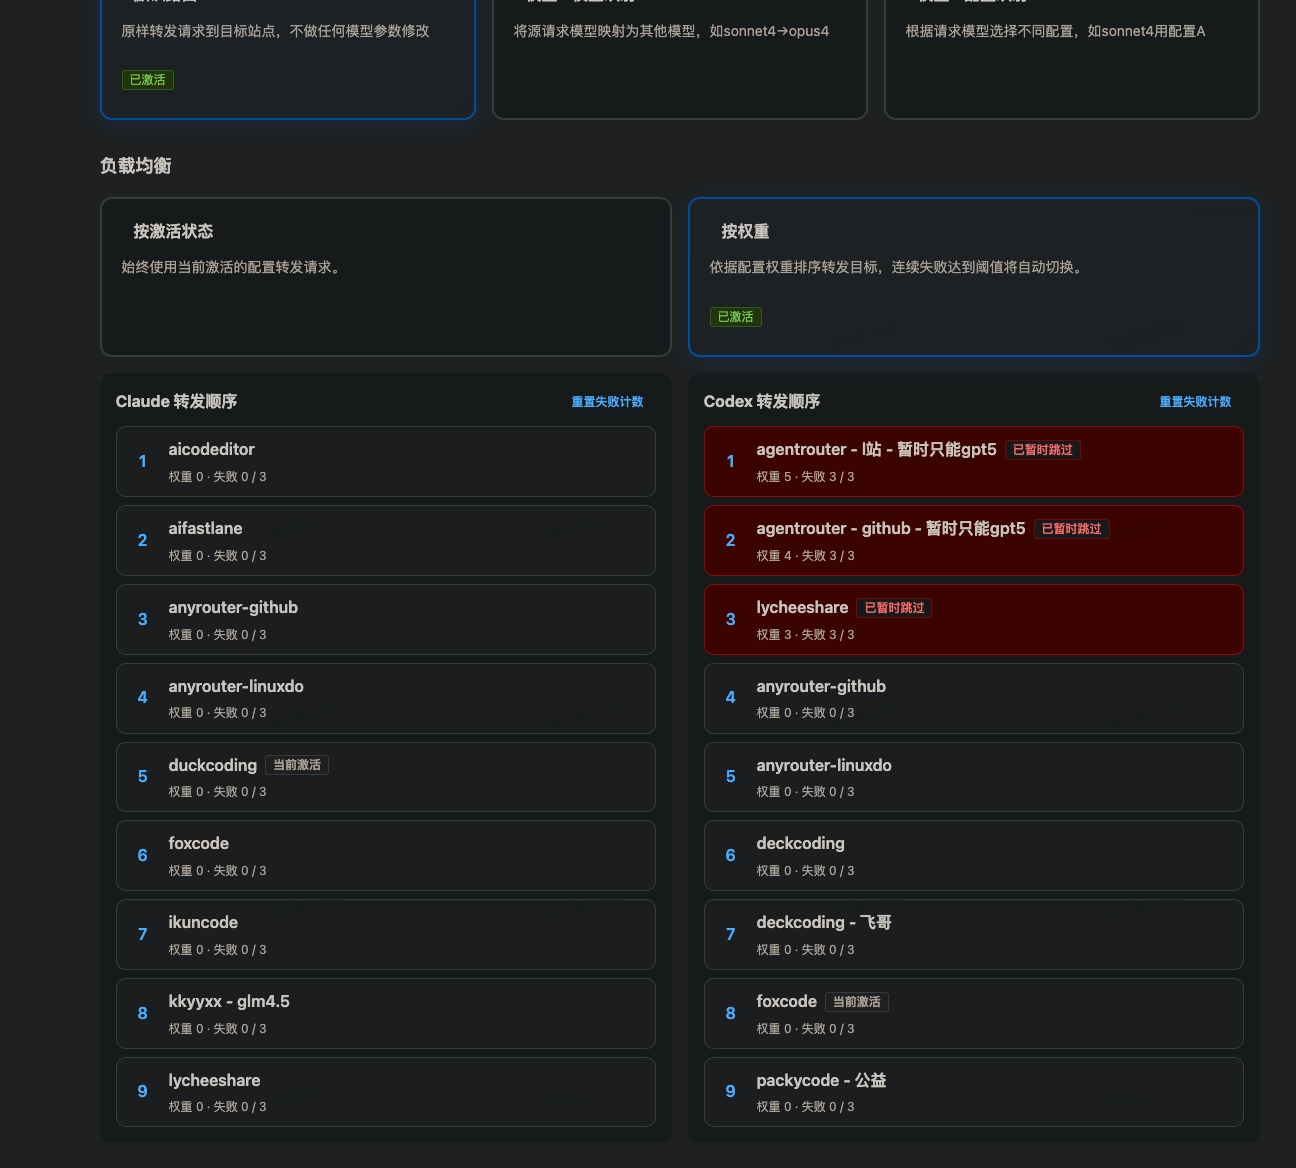 原样转发请求到目标站点，不做任何模型参数修改
已激活
将源请求模型映射为其他模型，如sonnet4→opus4
根据请求模型选择不同配置，如sonnet4用配置A
负载均衡
按激活状态
始终使用当前激活的配置转发请求。
按权重
依据配置权重排序转发目标，连续失败达到阈值将自动切换。
已激活
Claude 转发顺序
重置失败计数
1
aicodeditor
权重 0 · 失败 0 / 3
2
aifastlane
权重 0 · 失败 0 / 3
3
anyrouter-github
权重 0 · 失败 0 / 3
4
anyrouter-linuxdo
权重 0 · 失败 0 / 3
5
duckcoding 当前激活
权重 0 · 失败 0 / 3
6
foxcode
权重 0 · 失败 0 / 3
7
ikuncode
权重 0 · 失败 0 / 3
8
kkyyxx - glm4.5
权重 0 · 失败 0 / 3
9
lycheeshare
权重 0 · 失败 0 / 3
Codex 转发顺序
重置失败计数
1
agentrouter - l站 - 暂时只能gpt5 已暂时跳过
权重 5 · 失败 3 / 3
2
agentrouter - github - 暂时只能gpt5 已暂时跳过
权重 4 · 失败 3 / 3
3
lycheeshare 已暂时跳过
权重 3 · 失败 3 / 3
4
anyrouter-github
权重 0 · 失败 0 / 3
5
anyrouter-linuxdo
权重 0 · 失败 0 / 3
6
deckcoding
权重 0 · 失败 0 / 3
7
deckcoding - 飞哥
权重 0 · 失败 0 / 3
8
foxcode 当前激活
权重 0 · 失败 0 / 3
9
packycode - 公益
权重 0 · 失败 0 / 3